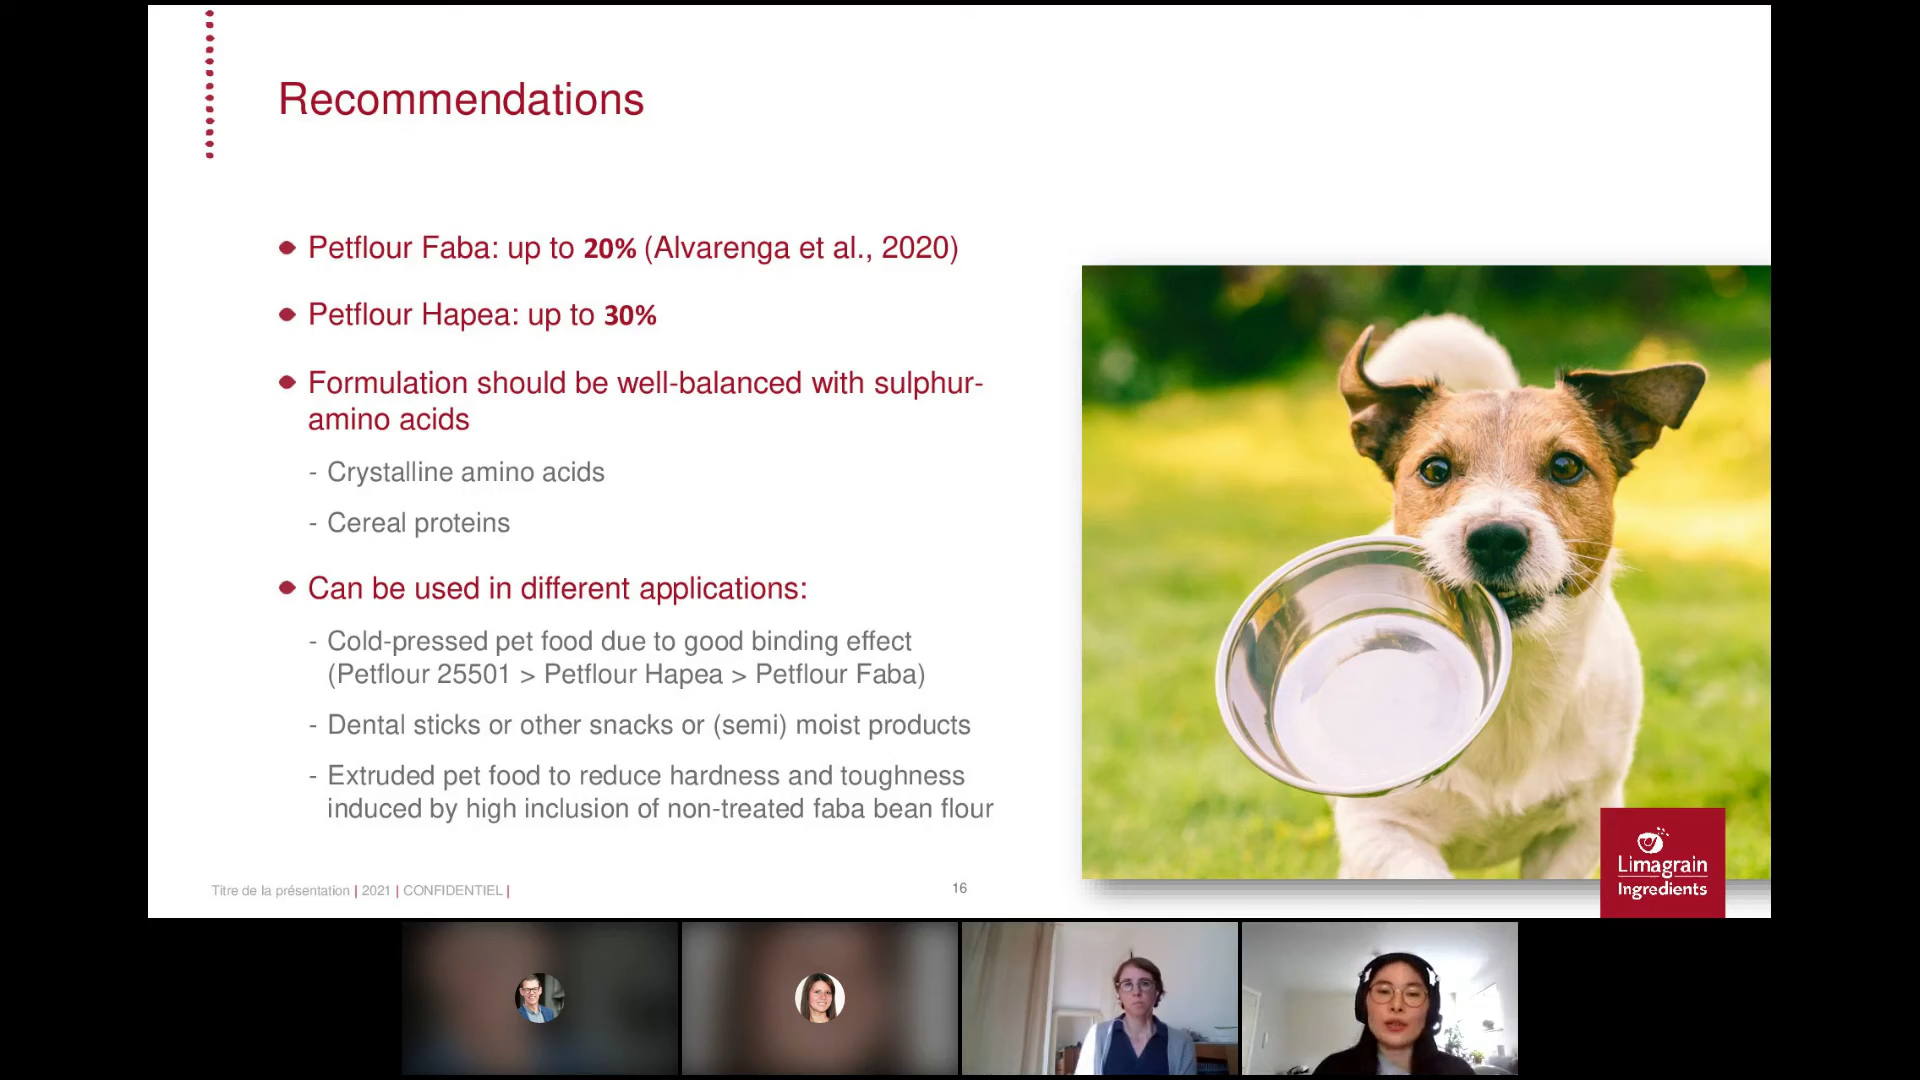 Recommendations
Petflour Faba: up to 20% (Alvarenga et al., 2020)
Petflour Hapea: up to 30%
Formulation should be well-balanced with sulphur-
amino acids
- Crystalline amino acids
- Cereal proteins
Can be used in different applications:
- Cold-pressed pet food due to good binding effect
(Petflour 25501 > Petflour Hapea > Petflour Faba)
- Dental sticks or other snacks or (semi) moist products
- Extruded pet food to reduce hardness and toughness
induced by high inclusion of non-treated faba bean flour
Titre de la présentation | 2021 | CONFIDENTIEL |
16
Limagrain
Ingredients